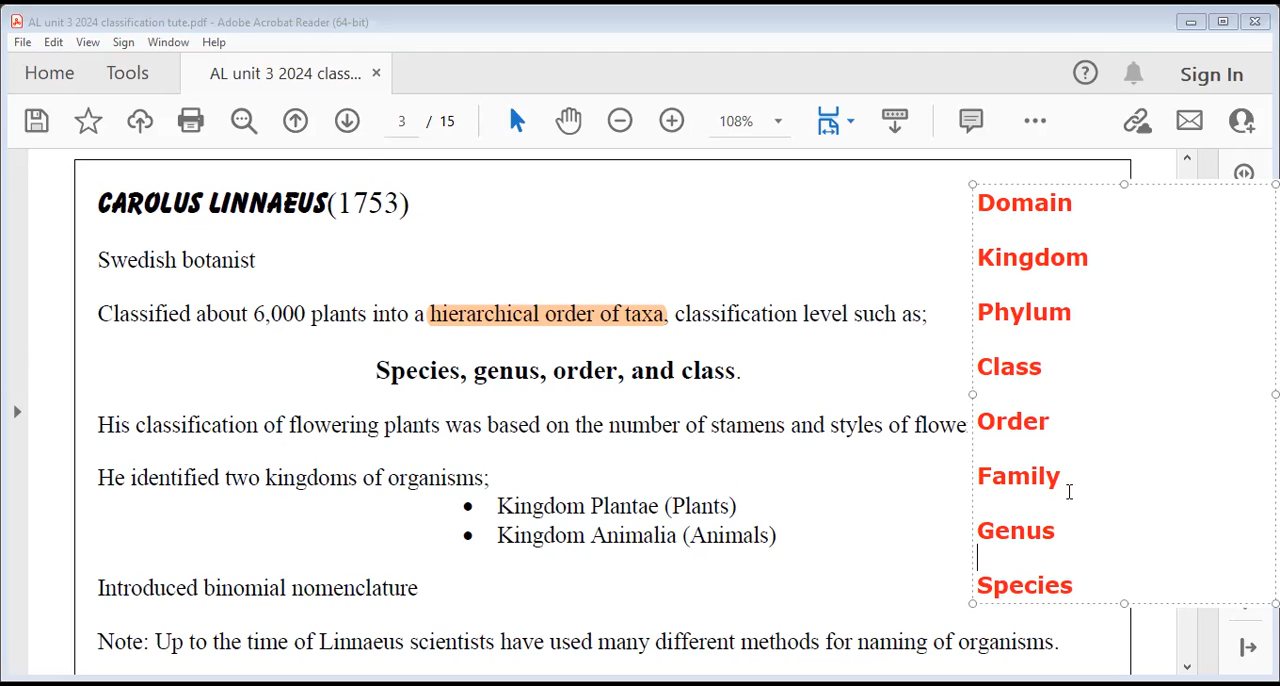 AL unit 3 2024 classification tute.pdf - Adobe Acrobat Reader (64-bit)
File Edit View Sign Window Help
Home Tools AL unit 3 2024 class... × Sign In
3 / 15 108%
CAROLUS LINNAEUS(1753)
Swedish botanist
Classified about 6,000 plants into a hierarchical order of taxa, classification level such as;
Species, genus, order, and class.
His classification of flowering plants was based on the number of stamens and styles of flowe
He identified two kingdoms of organisms;
• Kingdom Plantae (Plants)
• Kingdom Animalia (Animals)
Introduced binomial nomenclature
Note: Up to the time of Linnaeus scientists have used many different methods for naming of organisms.
Domain
Kingdom
Phylum
Class
Order
Family
Genus
Species